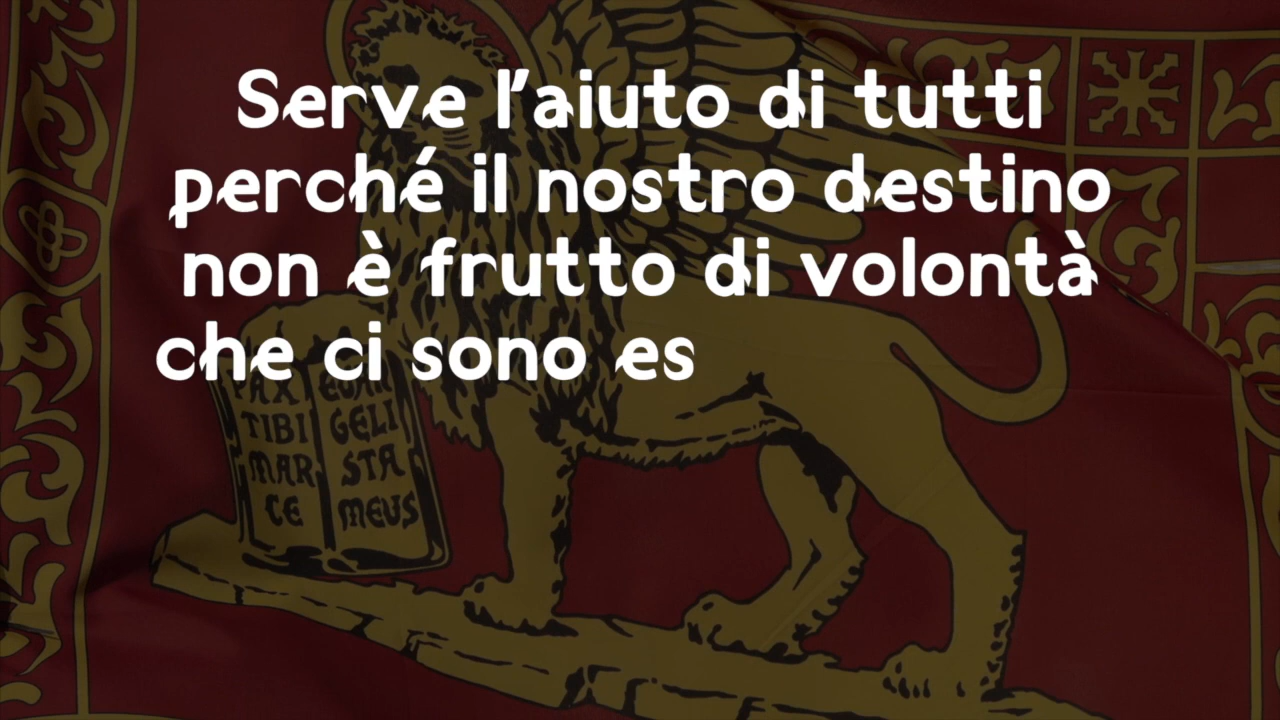 Serve l'aiuto di tutti
perché il nostro destino
non è frutto di volontà
che ci sono es
PAX EVAN
TIBI GELI
MAR STA
CE MEUS